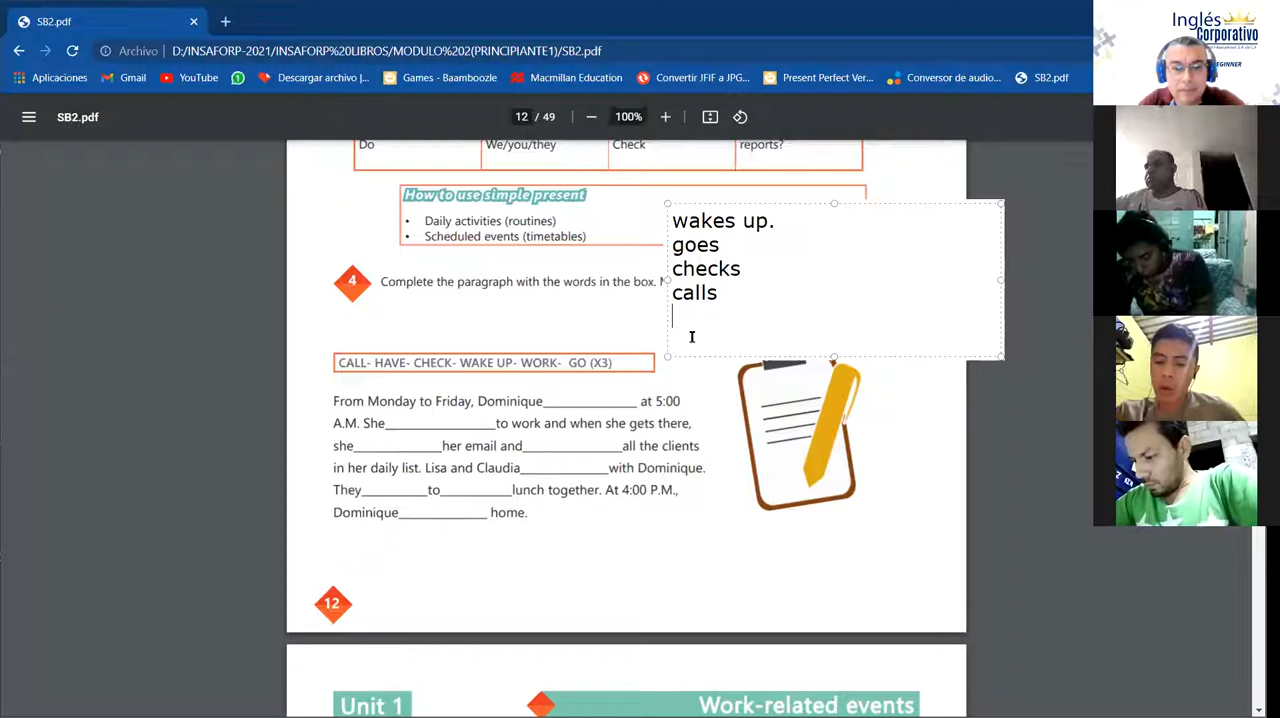 SB2.pdf
Archivo
D:/INSAFORP-2021/INSAFORP%20LIBROS/MODULO%202(PRINCIPIANTE1)/SB2.pdf
Aplicaciones
Gmail
YouTube
Descargar archivo |...
Games - Baamboo...
Macmillan Education
Convertir JFIF a JPG...
Present Perfect Ver...
Conversor de audio...
SB2.pdf
SB2.pdf
12 / 49
100%
Inglés
Corporativo
Do
We/you/they
Check
reports?
How to use simple present
• Daily activities (routines)
• Scheduled events (timetables)
wakes up.
goes
checks
calls
4
Complete the paragraph with the words in the box.
CALL- HAVE- CHECK- WAKE UP- WORK- GO (X3)
From Monday to Friday, Dominique_____________ at 5:00
A.M. She________________to work and when she gets there,
she_____________her email and_______________all the clients
in her daily list. Lisa and Claudia_____________with Dominique.
They__________to___________lunch together. At 4:00 P.M.,
Dominique_____________ home.
12
Unit 1
Work-related events